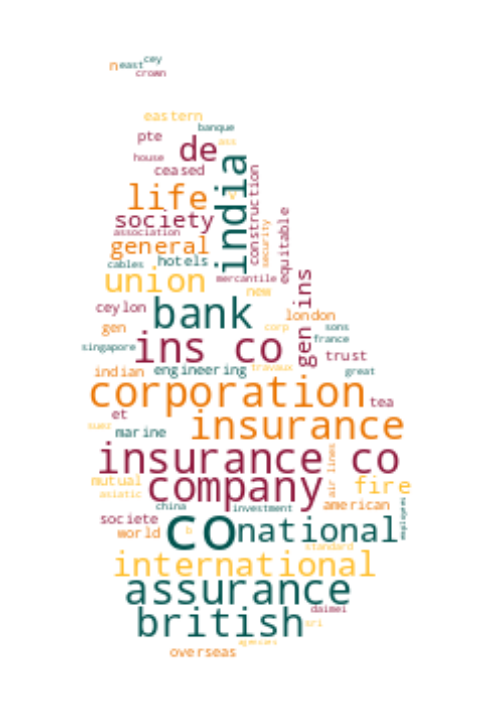 cey
n east
crown
eastern
banque
pte
ass
house
de
ceased
india
construction
life
society
security
equitable
association
general
cables
hotels
mercantile
union
new
gen ins
ceylon
bank
london
gen
corp
sons
singapore
ins co
france
trust
indian
engineering
travaux
great
corporation
tea
et
insurance
suez
marine
insurance co
air lines
mutual
company
fire
asiatic
china
investment
american
employers
societe
co
national
world
b
standard
international
assurance
daimei
british
sri
agencies
overseas